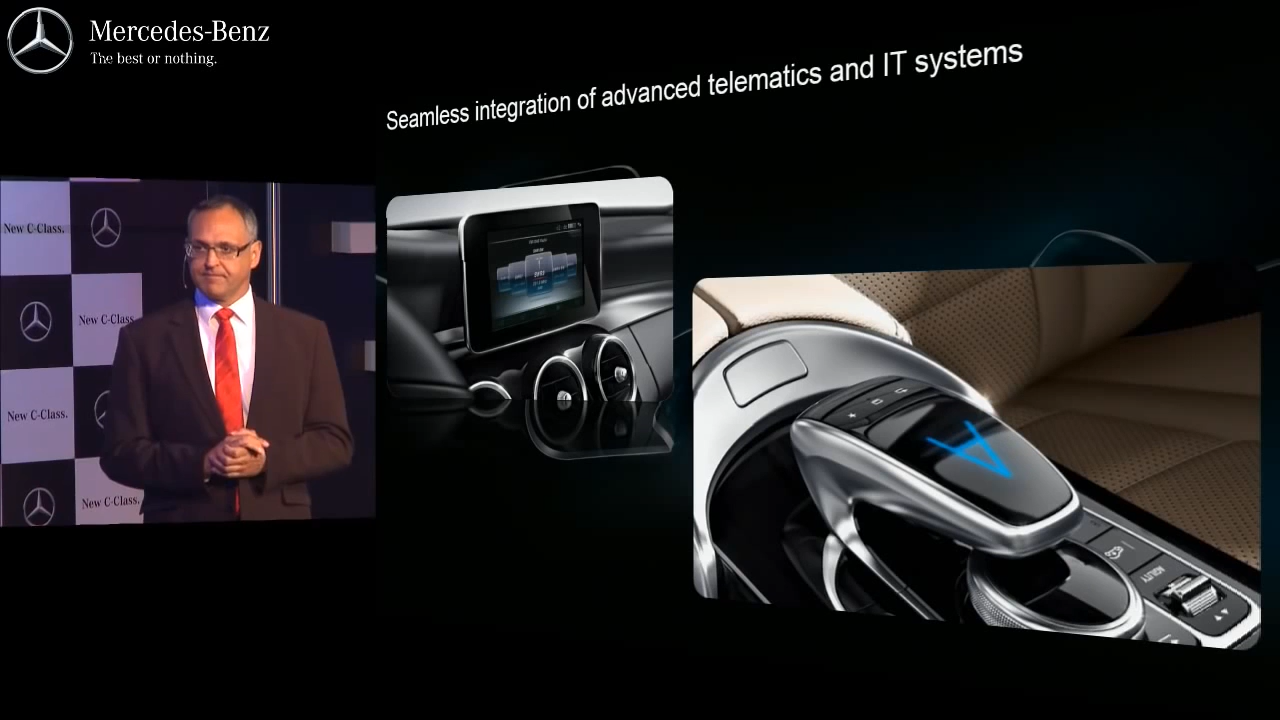 Mercedes-Benz
The best or nothing.
Seamless integration of advanced telematics and IT systems
New C-Class.
New C-Class.
New C-Class.
New C-Class.
A
AGILITY